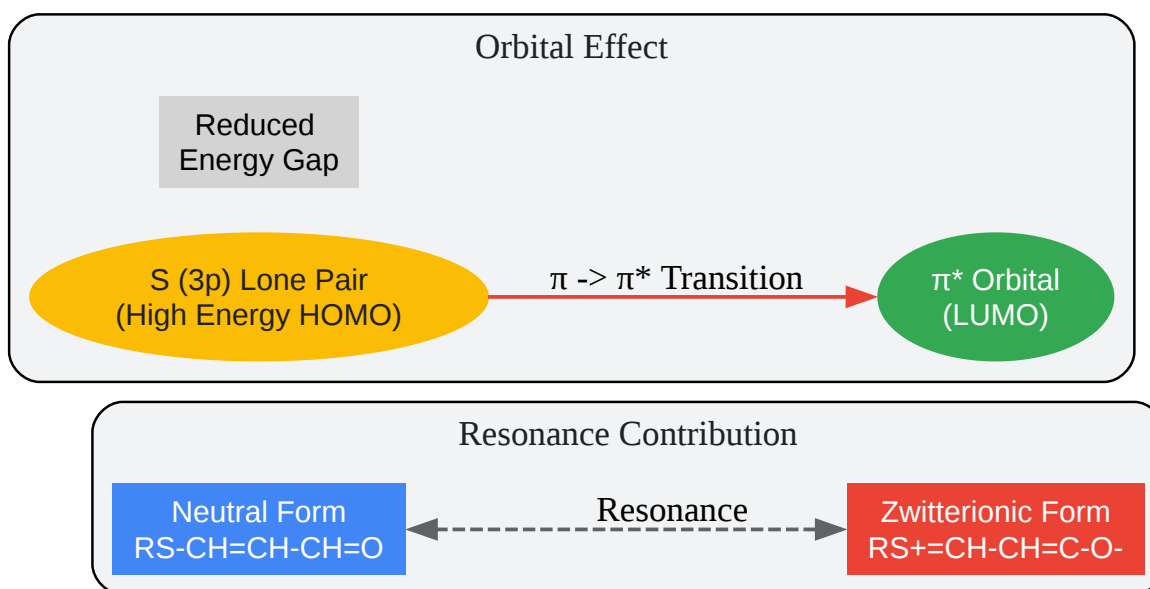 Orbital Effect
Reduced
Energy Gap
S (3p) Lone Pair
(High Energy HOMO)
π -> π* Transition
π* Orbital
(LUMO)
Resonance Contribution
Neutral Form
RS-CH=CH-CH=O
Resonance
Zwitterionic Form
RS+=CH-CH=C-O-